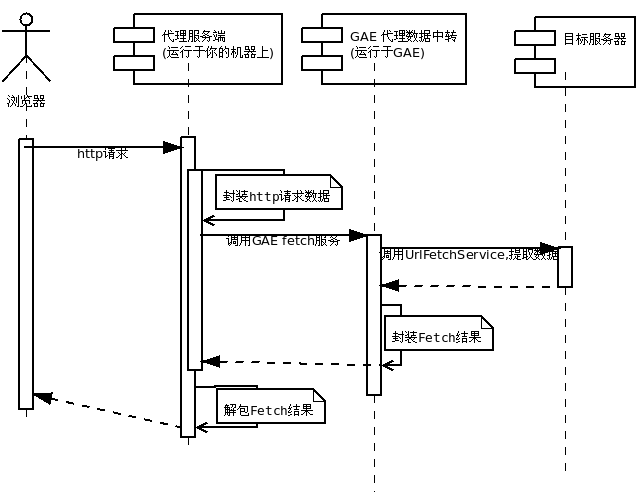 代理服务端
(运行于你的机器上)
GAE 代理数据中转
(运行于GAE)
目标服务器
浏览器
http请求
封装http请求数据
调用GAE fetch服务
调用UrlFetchService,提取数据
封装Fetch结果
解包Fetch结果